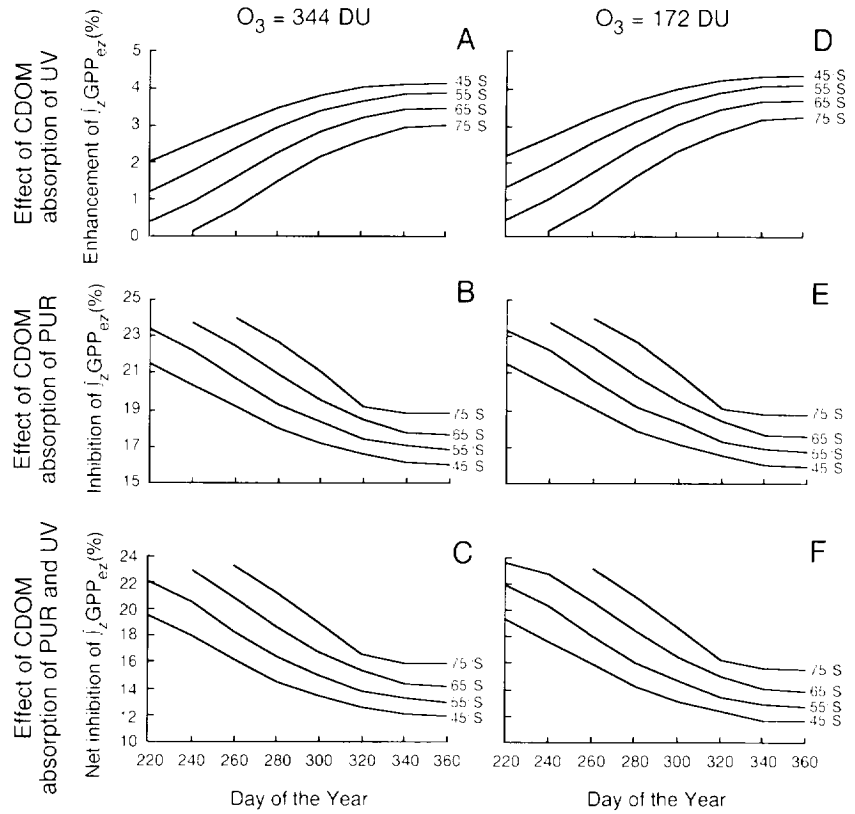 O3 = 344 DU
O3 = 172 DU
Effect of CDOM
absorption of UV
Enhancement of ∫zGPPez(%)
A
5
4
3
2
1
0
45°S
55°S
65°S
75°S
D
45°S
55°S
65°S
75°S
Effect of CDOM
absorption of PUR
Inhibition of ∫zGPPez(%)
B
25
23
21
19
17
15
75°S
65°S
55°S
45°S
E
75°S
65°S
55°S
45°S
Effect of CDOM
absorption of PUR and UV
Net inhibition of ∫zGPPez(%)
C
24
22
20
18
16
14
12
10
75°S
65°S
55°S
45°S
F
75°S
65°S
55°S
45°S
220 240 260 280 300 320 340 360
220 240 260 280 300 320 340 360
Day of the Year
Day of the Year